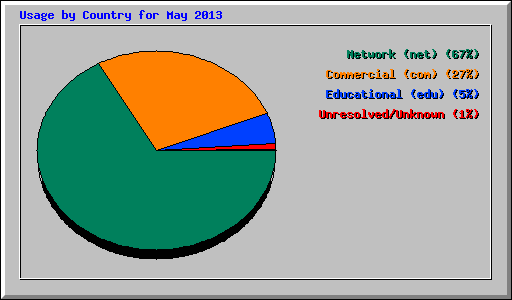 Usage by Country for May 2013
Network (net) (67%)
Commercial (com) (27%)
Educational (edu) (5%)
Unresolved/Unknown (1%)